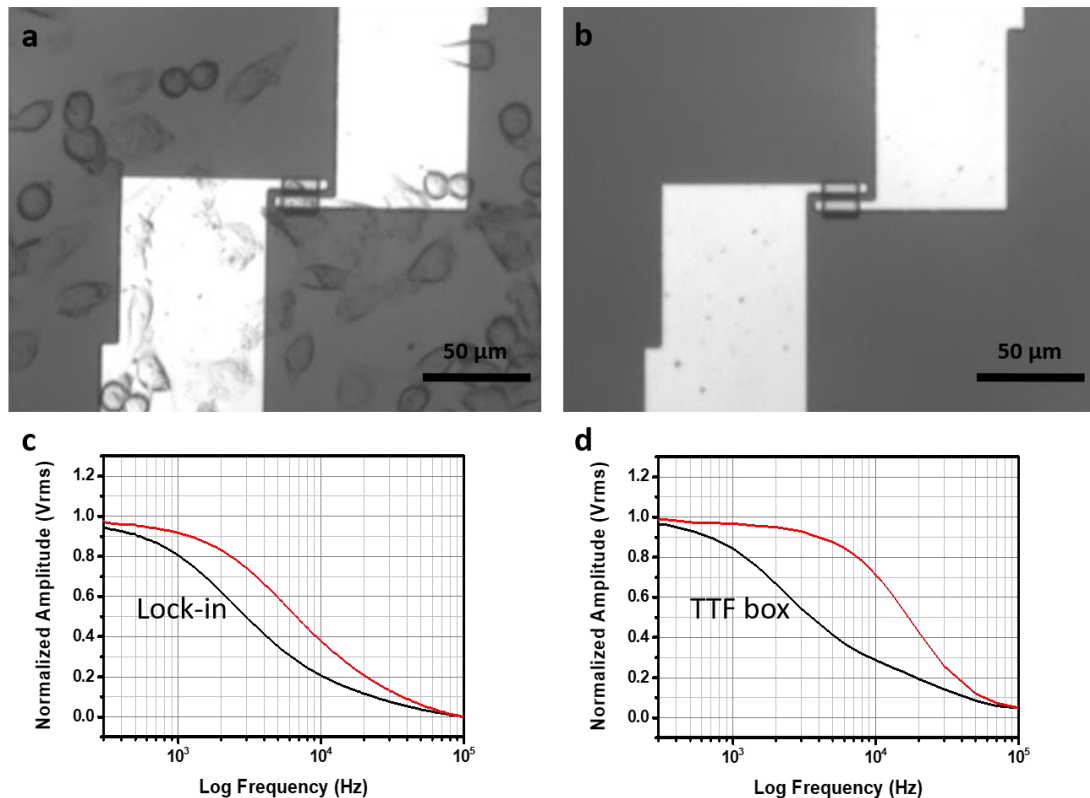 a
b
50 µm
50 µm
c
d
Normalized Amplitude (Vrms)
1.2
1.0
0.8
0.6
0.4
0.2
0.0
Lock-in
10³
10⁴
10⁵
Log Frequency (Hz)
Normalized Amplitude (Vrms)
1.2
1.0
0.8
0.6
0.4
0.2
0.0
TTF box
10³
10⁴
10⁵
Log Frequency (Hz)